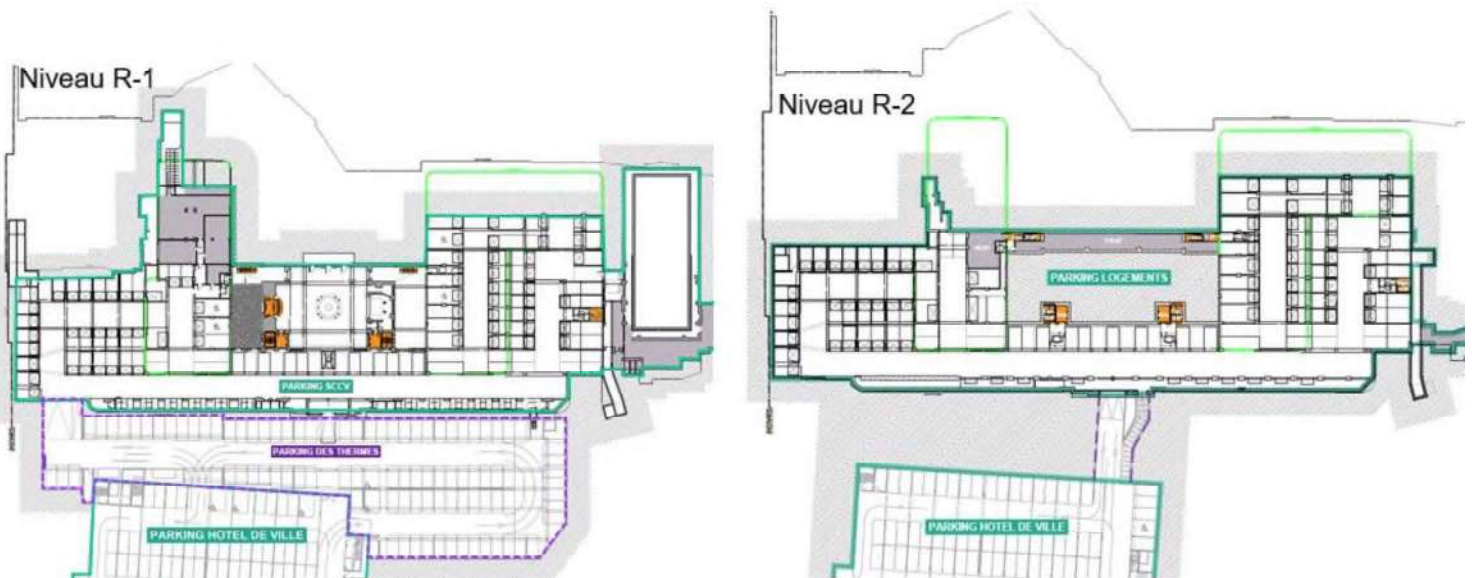 Niveau R-1
PARKING SCCV
PARKING DES THERMES
PARKING HOTEL DE VILLE
Niveau R-2
PARKING LOGEMENTS
PARKING HOTEL DE VILLE